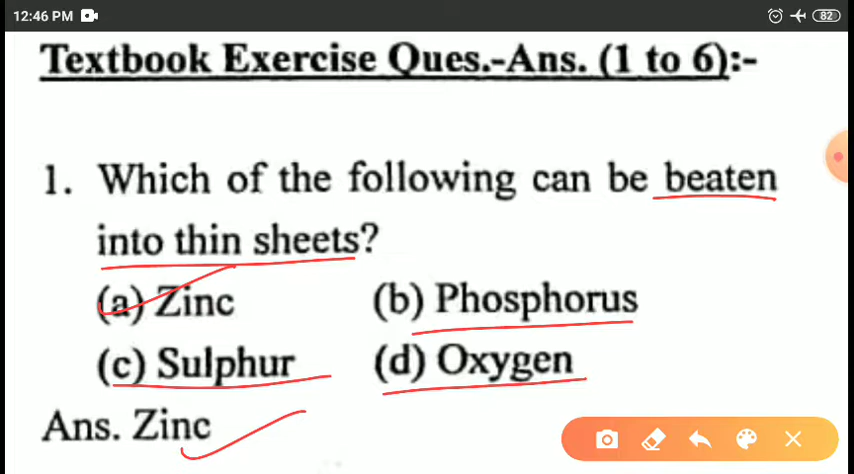 12:46 PM
82
Textbook Exercise Ques.-Ans. (1 to 6):-
1. Which of the following can be beaten
into thin sheets?
(a) Zinc (b) Phosphorus
(c) Sulphur (d) Oxygen
Ans. Zinc